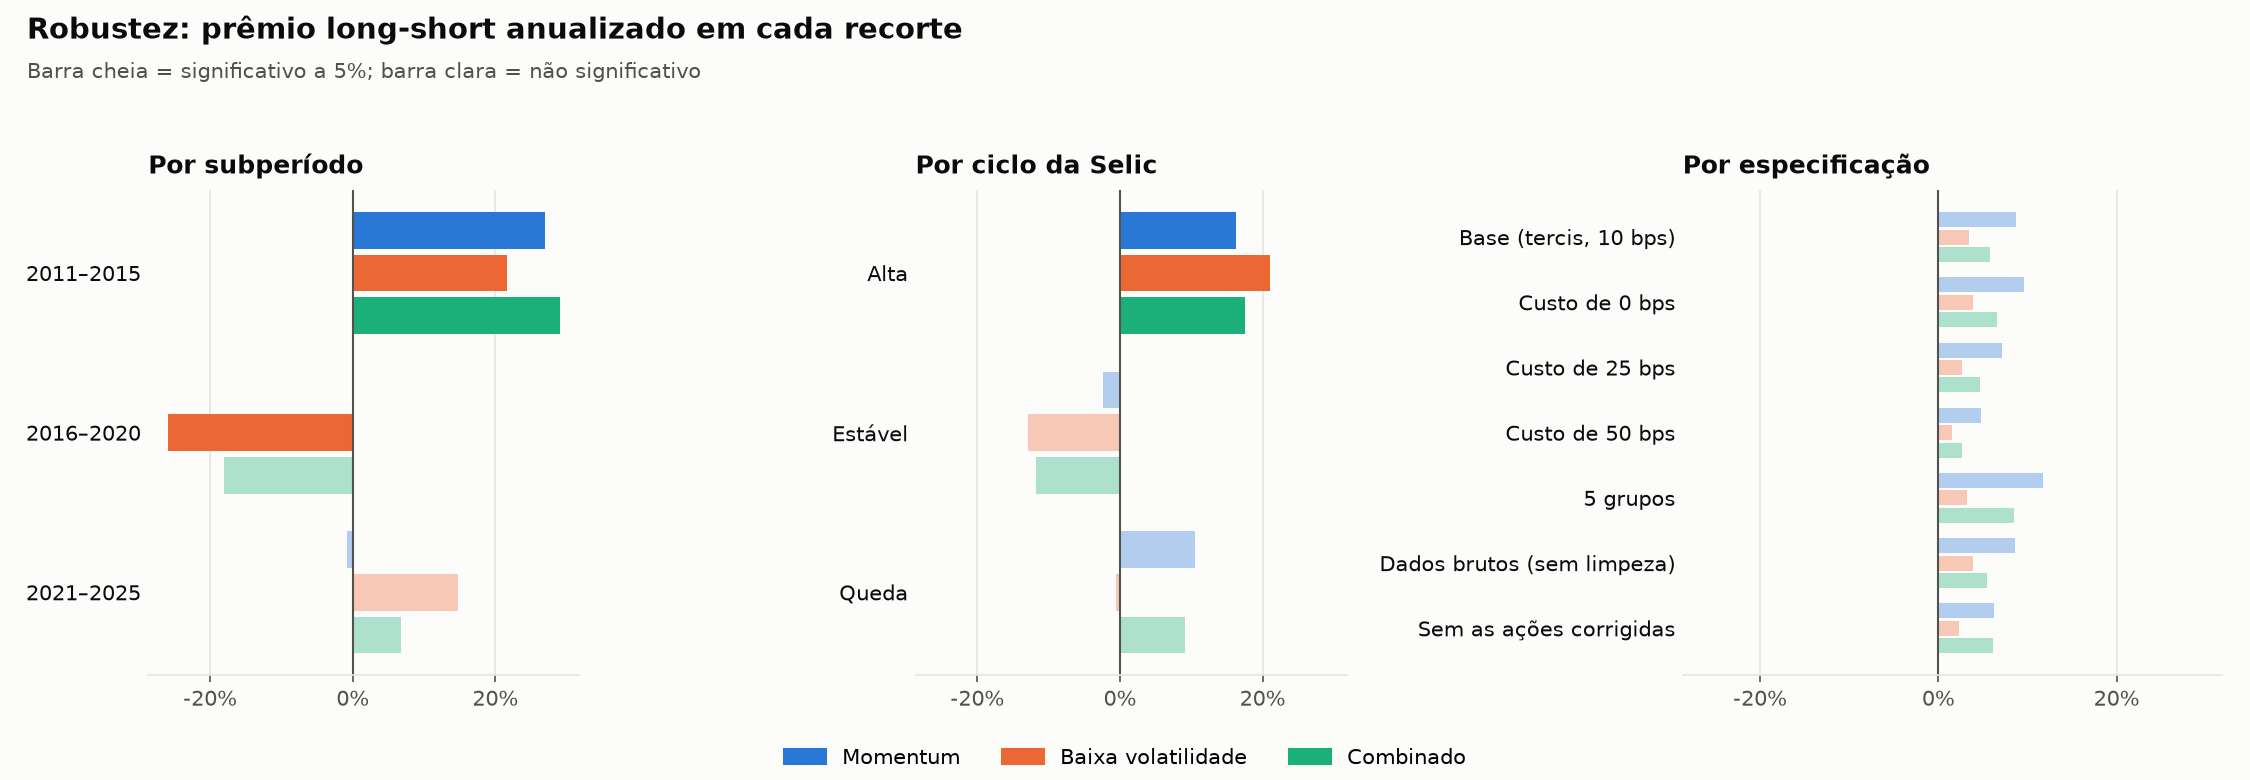 Robustez: prêmio long-short anualizado em cada recorte
Barra cheia = significativo a 5%; barra clara = não significativo
Por subperíodo
2011–2015
2016–2020
2021–2025
-20% 0% 20%
Por ciclo da Selic
Alta
Estável
Queda
-20% 0% 20%
Por especificação
Base (tercis, 10 bps)
Custo de 0 bps
Custo de 25 bps
Custo de 50 bps
5 grupos
Dados brutos (sem limpeza)
Sem as ações corrigidas
-20% 0% 20%
Momentum Baixa volatilidade Combinado